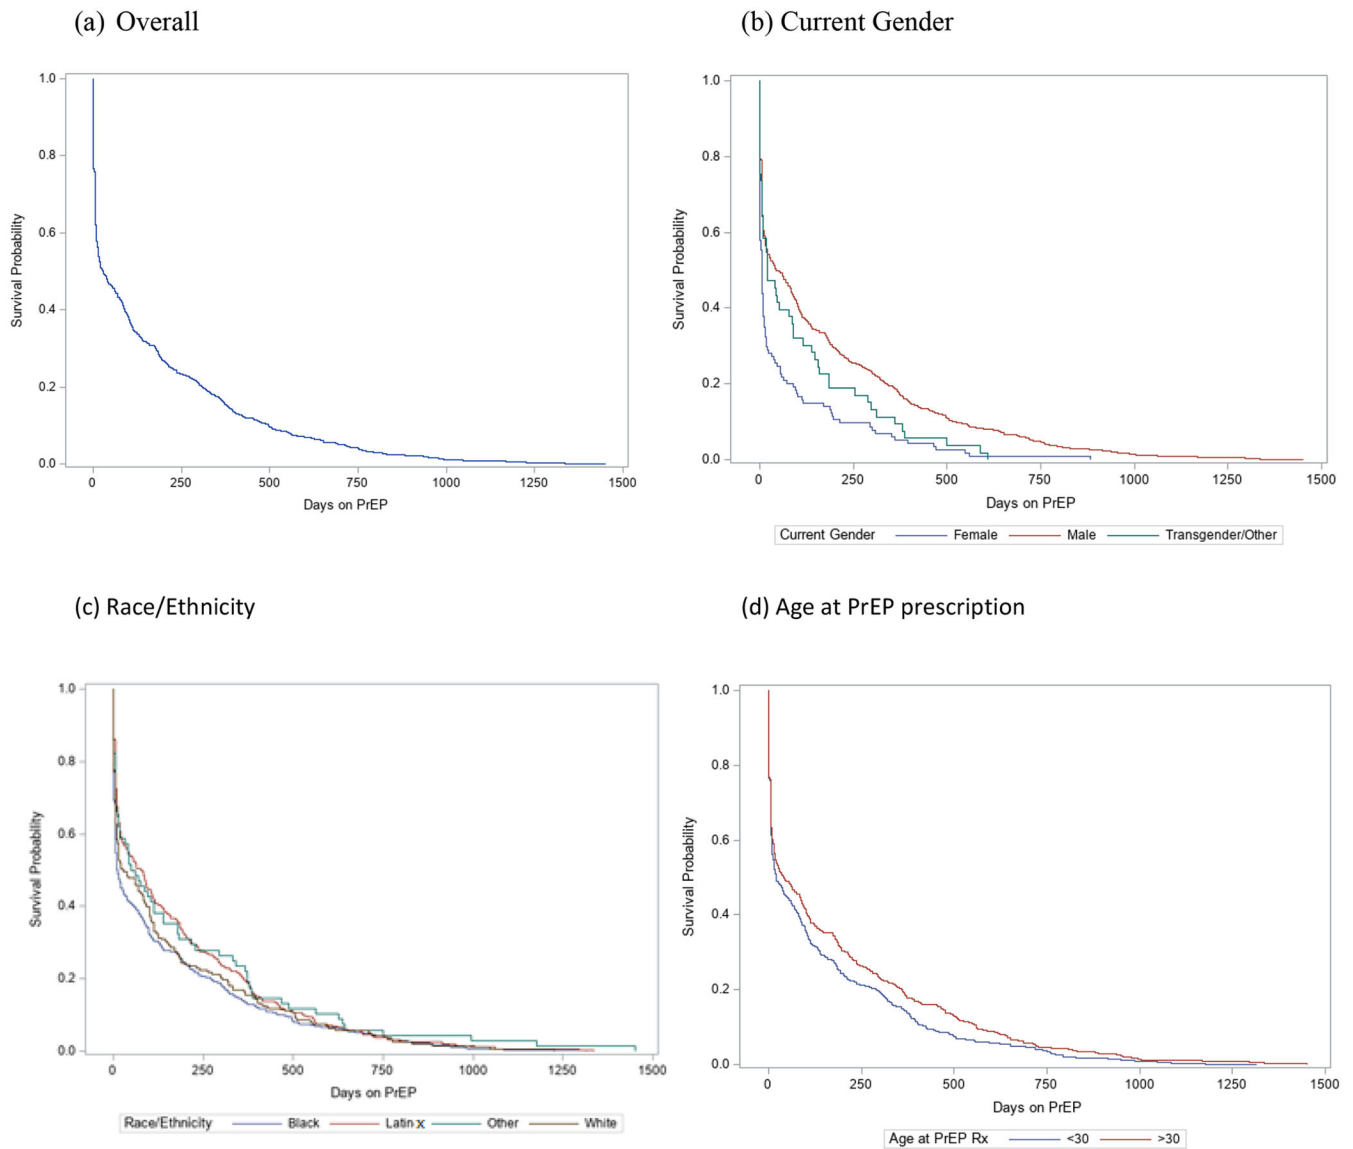 (a) Overall
(b) Current Gender
1.0
0.8
0.6
0.4
0.2
0.0
Survival Probability
0 250 500 750 1000 1250 1500
Days on PrEP
1.0
0.8
0.6
0.4
0.2
0.0
Survival Probability
0 250 500 750 1000 1250 1500
Days on PrEP
Current Gender Female Male Transgender/Other
(c) Race/Ethnicity
(d) Age at PrEP prescription
1.0
0.8
0.6
0.4
0.2
0.0
Survival Probability
0 250 500 750 1000 1250 1500
Days on PrEP
Race/Ethnicity Black Latinx Other White
1.0
0.8
0.6
0.4
0.2
0.0
Survival Probability
0 250 500 750 1000 1250 1500
Days on PrEP
Age at PrEP Rx <30 >30